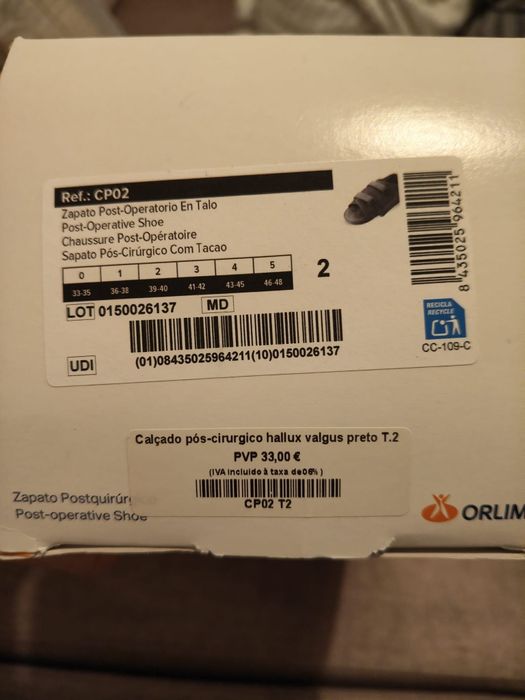 Ref.: CP02
Zapato Post-Operatorio En Talo
Post-Operative Shoe
Chaussure Post-Opératoire
Sapato Pós-Cirúrgico Com Tacao
0 1 2 3 4 5
33-35 36-38 39-40 41-42 43-45 46-48
2
LOT 0150026137 MD
UDI
(01)08435025964211(10)0150026137
8 435025 964211
RECICLA
RECYCLE
CC-109-C
Calçado pós-cirurgico hallux valgus preto T.2
PVP 33,00 €
(IVA incluido à taxa de06%)
CP02 T2
Zapato Postquirúr
Post-operative Shoe
ORLIM